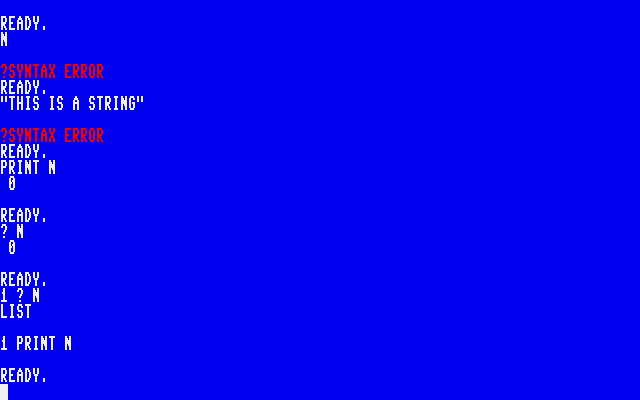 READY.
N
?SYNTAX ERROR
READY.
"THIS IS A STRING"
?SYNTAX ERROR
READY.
PRINT N
0
READY.
? N
0
READY.
1 ? N
LIST
1 PRINT N
READY.